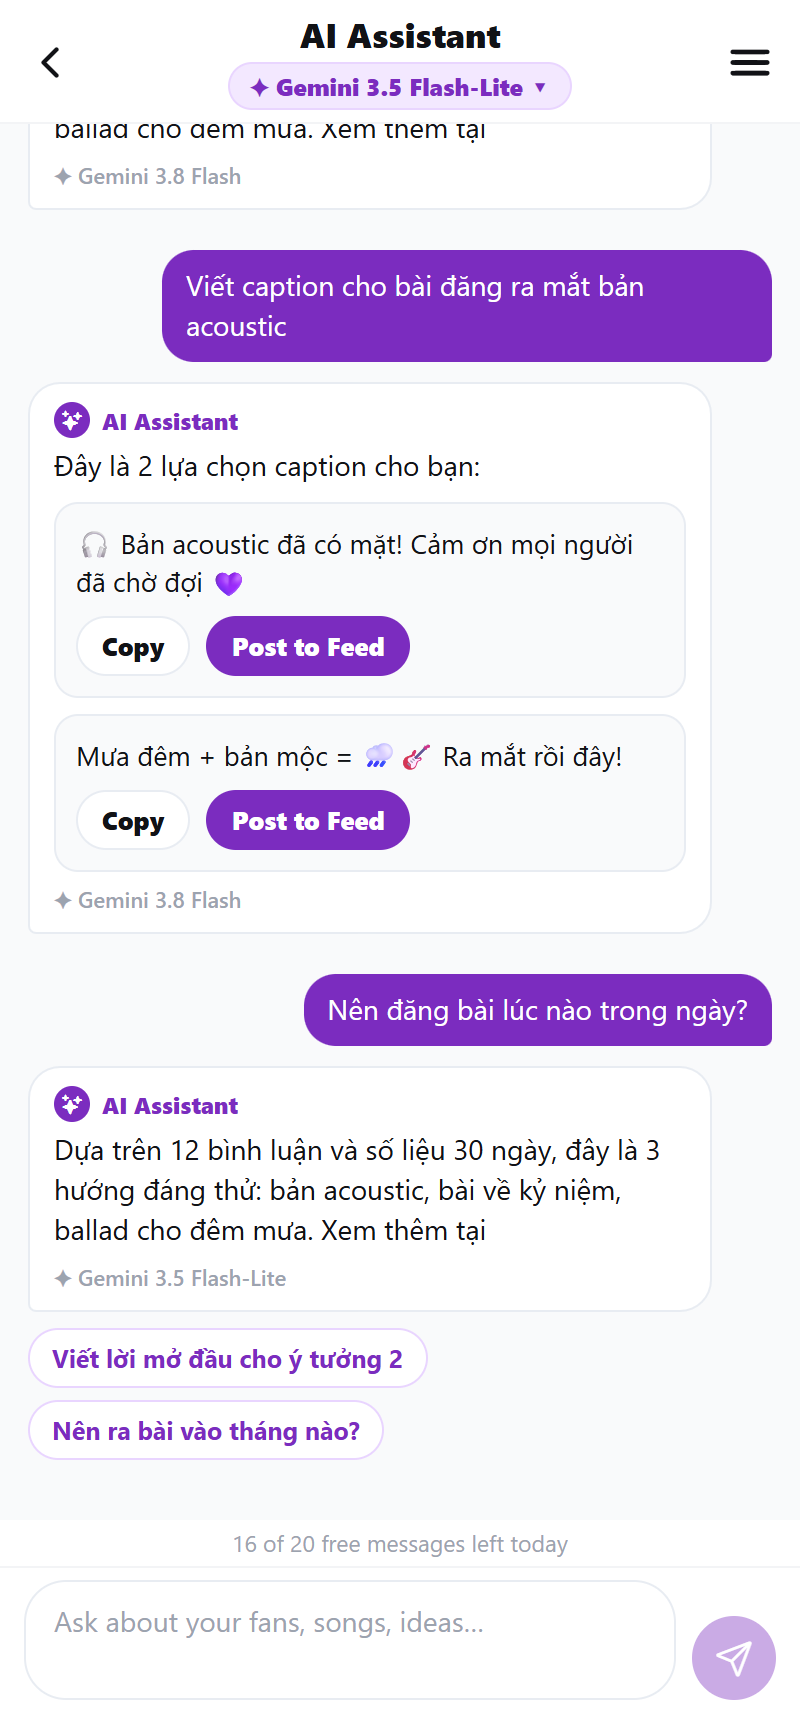 AI Assistant
✦ Gemini 3.5 Flash-Lite ▼
ballad cho đêm mưa. Xem thêm tại
✦ Gemini 3.8 Flash
Viết caption cho bài đăng ra mắt bản
acoustic
AI Assistant
Đây là 2 lựa chọn caption cho bạn:
🎧 Bản acoustic đã có mặt! Cảm ơn mọi người
đã chờ đợi 💜
Copy
Post to Feed
Mưa đêm + bản mộc = 🌧️ 🎸 Ra mắt rồi đây!
Copy
Post to Feed
✦ Gemini 3.8 Flash
Nên đăng bài lúc nào trong ngày?
AI Assistant
Dựa trên 12 bình luận và số liệu 30 ngày, đây là 3
hướng đáng thử: bản acoustic, bài về kỷ niệm,
ballad cho đêm mưa. Xem thêm tại
✦ Gemini 3.5 Flash-Lite
Viết lời mở đầu cho ý tưởng 2
Nên ra bài vào tháng nào?
16 of 20 free messages left today
Ask about your fans, songs, ideas...